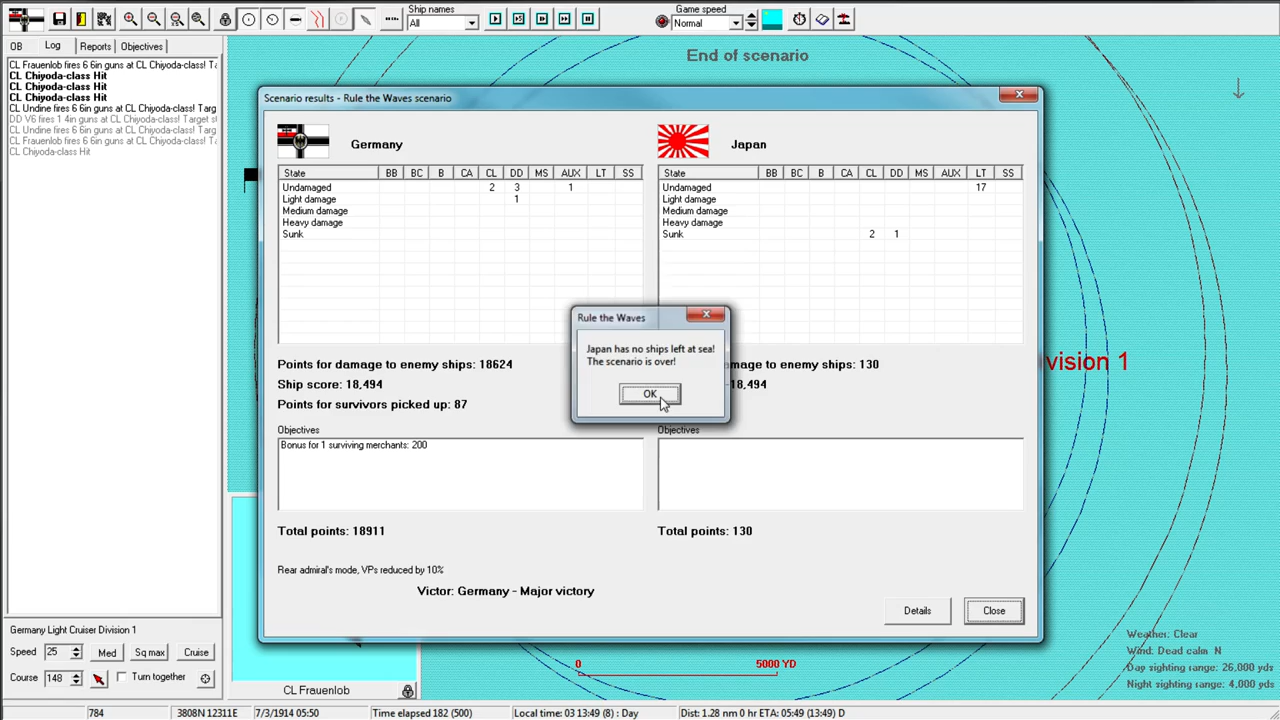 Ship names
All
Game speed
Normal
OB
Log
Reports
Objectives
CL Frauenlob fires 6 6in guns at CL Chiyoda-class! Targ
CL Chiyoda-class Hit
CL Chiyoda-class Hit
CL Chiyoda-class Hit
CL Undine fires 6 6in guns at CL Chiyoda-class! Target
DD V6 fires 1 4in guns at CL Chiyoda-class! Target s
CL Undine fires 6 6in guns at CL Chiyoda-class! Target
CL Frauenlob fires 6 6in guns at CL Chiyoda-class! Targ
CL Chiyoda-class Hit
End of scenario
Scenario results - Rule the Waves scenario
Germany
State BB BC B CA CL DD MS AUX LT SS
Undamaged 2 3 1
Light damage 1
Medium damage
Heavy damage
Sunk
Points for damage to enemy ships: 18624
Ship score: 18,494
Points for survivors picked up: 87
Objectives
Bonus for 1 surviving merchants: 200
Total points: 18911
Rear admiral's mode, VPs reduced by 10%
Victor: Germany - Major victory
Japan
State BB BC B CA CL DD MS AUX LT SS
Undamaged 17
Light damage
Medium damage
Heavy damage
Sunk 2 1
damage to enemy ships: 130
-18,494
Objectives
Total points: 130
Details
Close
Rule the Waves
Japan has no ships left at sea!
The scenario is over!
OK
vision 1
Germany Light Cruiser Division 1
Speed 25 Med Sq max Cruise
Course 148 Turn together
CL Frauenlob
0 5000 YD
Weather: Clear
Wind: Dead calm N
Day sighting range: 26,000 yds
Night sighting range: 4,000 yds
784 3808N 12311E 7/3/1914 05:50 Time elapsed 182 (500) Local time: 03 13:49 (8) : Day Dist: 1.28 nm 0 hr ETA: 05:49 (13:49) D